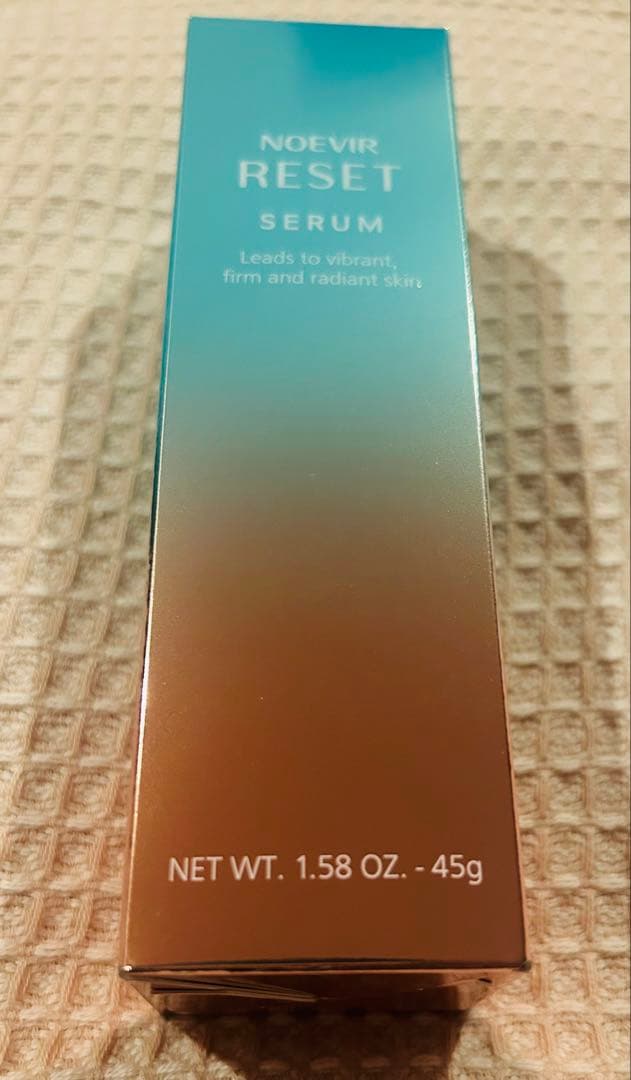 NOEVIR
RESET
SERUM
Leads to vibrant,
firm and radiant skin.
NET WT. 1.58 OZ. - 45g